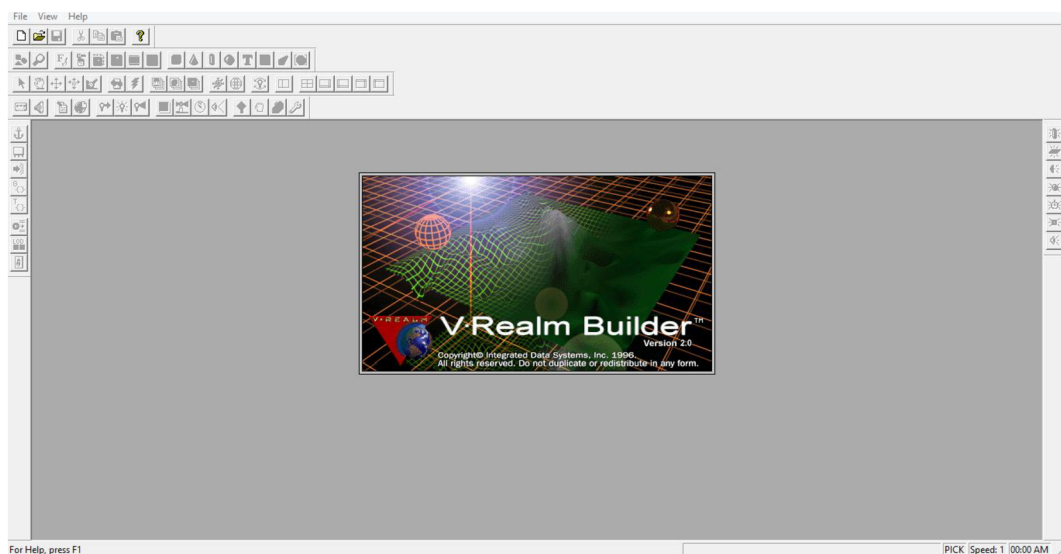 File View Help
V·REALM
V·Realm Builder™
Version 2.0
Copyright© Integrated Data Systems, Inc. 1996.
All rights reserved. Do not duplicate or redistribute in any form.
For Help, press F1
PICK Speed: 1 00:00 AM